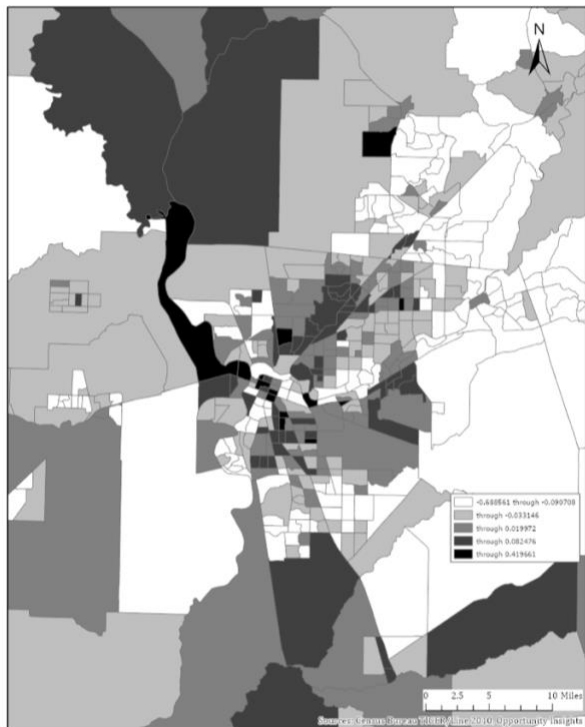 N
-0.688561 through -0.090708
through -0.033146
through 0.019972
through 0.082476
through 0.419661
0 2.5 5 10 Miles
Sources: Census Bureau TIGER/Line 2010; Opportunity Insights